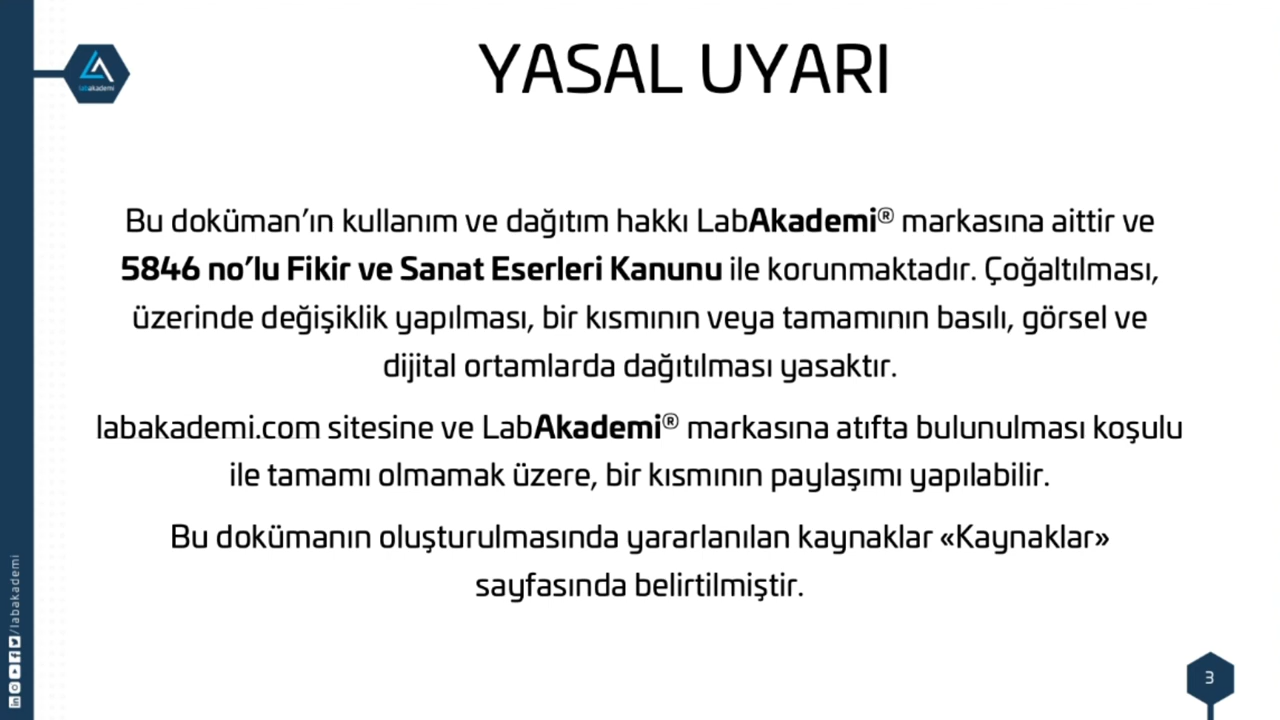 YASAL UYARI
labakademi
Bu doküman’ın kullanım ve dağıtım hakkı LabAkademi® markasına aittir ve
5846 no’lu Fikir ve Sanat Eserleri Kanunu ile korunmaktadır. Çoğaltılması,
üzerinde değişiklik yapılması, bir kısmının veya tamamının basılı, görsel ve
dijital ortamlarda dağıtılması yasaktır.
labakademi.com sitesine ve LabAkademi® markasına atıfta bulunulması koşulu
ile tamamı olmamak üzere, bir kısmının paylaşımı yapılabilir.
Bu dokümanın oluşturulmasında yararlanılan kaynaklar «Kaynaklar»
sayfasında belirtilmiştir.
/labakademi
3